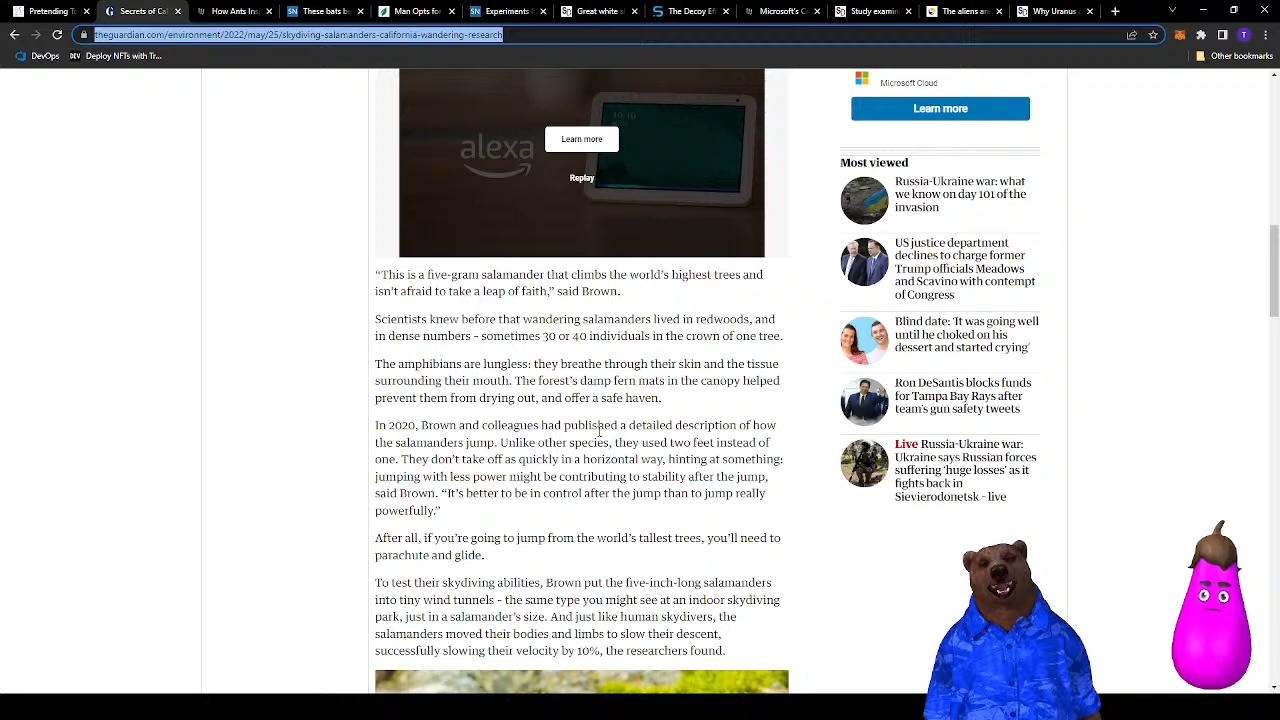 Pretending To
Secrets of Cal
How Ants Insp
These bats bu
Man Opts for
Experiments B
Great white sh
The Decoy Effe
Microsoft's Co
Study examine
The aliens are
Why Uranus a
theguardian.com/environment/2022/may/25/skydiving-salamanders-california-wandering-research
DevOps
Deploy NFTs with Tr...
Other bookmarks
alexa
Learn more
Replay
Microsoft Cloud
Learn more
Most viewed
Russia-Ukraine war: what
we know on day 101 of the
invasion
US justice department
declines to charge former
Trump officials Meadows
and Scavino with contempt
of Congress
Blind date: 'It was going well
until he choked on his
dessert and started crying'
Ron DeSantis blocks funds
for Tampa Bay Rays after
team's gun safety tweets
Live Russia-Ukraine war:
Ukraine says Russian forces
suffering 'huge losses' as it
fights back in
Sievierodonetsk - live
“This is a five-gram salamander that climbs the world’s highest trees and
isn’t afraid to take a leap of faith,” said Brown.
Scientists knew before that wandering salamanders lived in redwoods, and
in dense numbers – sometimes 30 or 40 individuals in the crown of one tree.
The amphibians are lungless: they breathe through their skin and the tissue
surrounding their mouth. The forest’s damp fern mats in the canopy helped
prevent them from drying out, and offer a safe haven.
In 2020, Brown and colleagues had published a detailed description of how
the salamanders jump. Unlike other species, they used two feet instead of
one. They don’t take off as quickly in a horizontal way, hinting at something:
jumping with less power might be contributing to stability after the jump,
said Brown. “It’s better to be in control after the jump than to jump really
powerfully.”
After all, if you’re going to jump from the world’s tallest trees, you’ll need to
parachute and glide.
To test their skydiving abilities, Brown put the five-inch-long salamanders
into tiny wind tunnels – the same type you might see at an indoor skydiving
park, just in a salamander’s size. And just like human skydivers, the
salamanders moved their bodies and limbs to slow their descent,
successfully slowing their velocity by 10%, the researchers found.